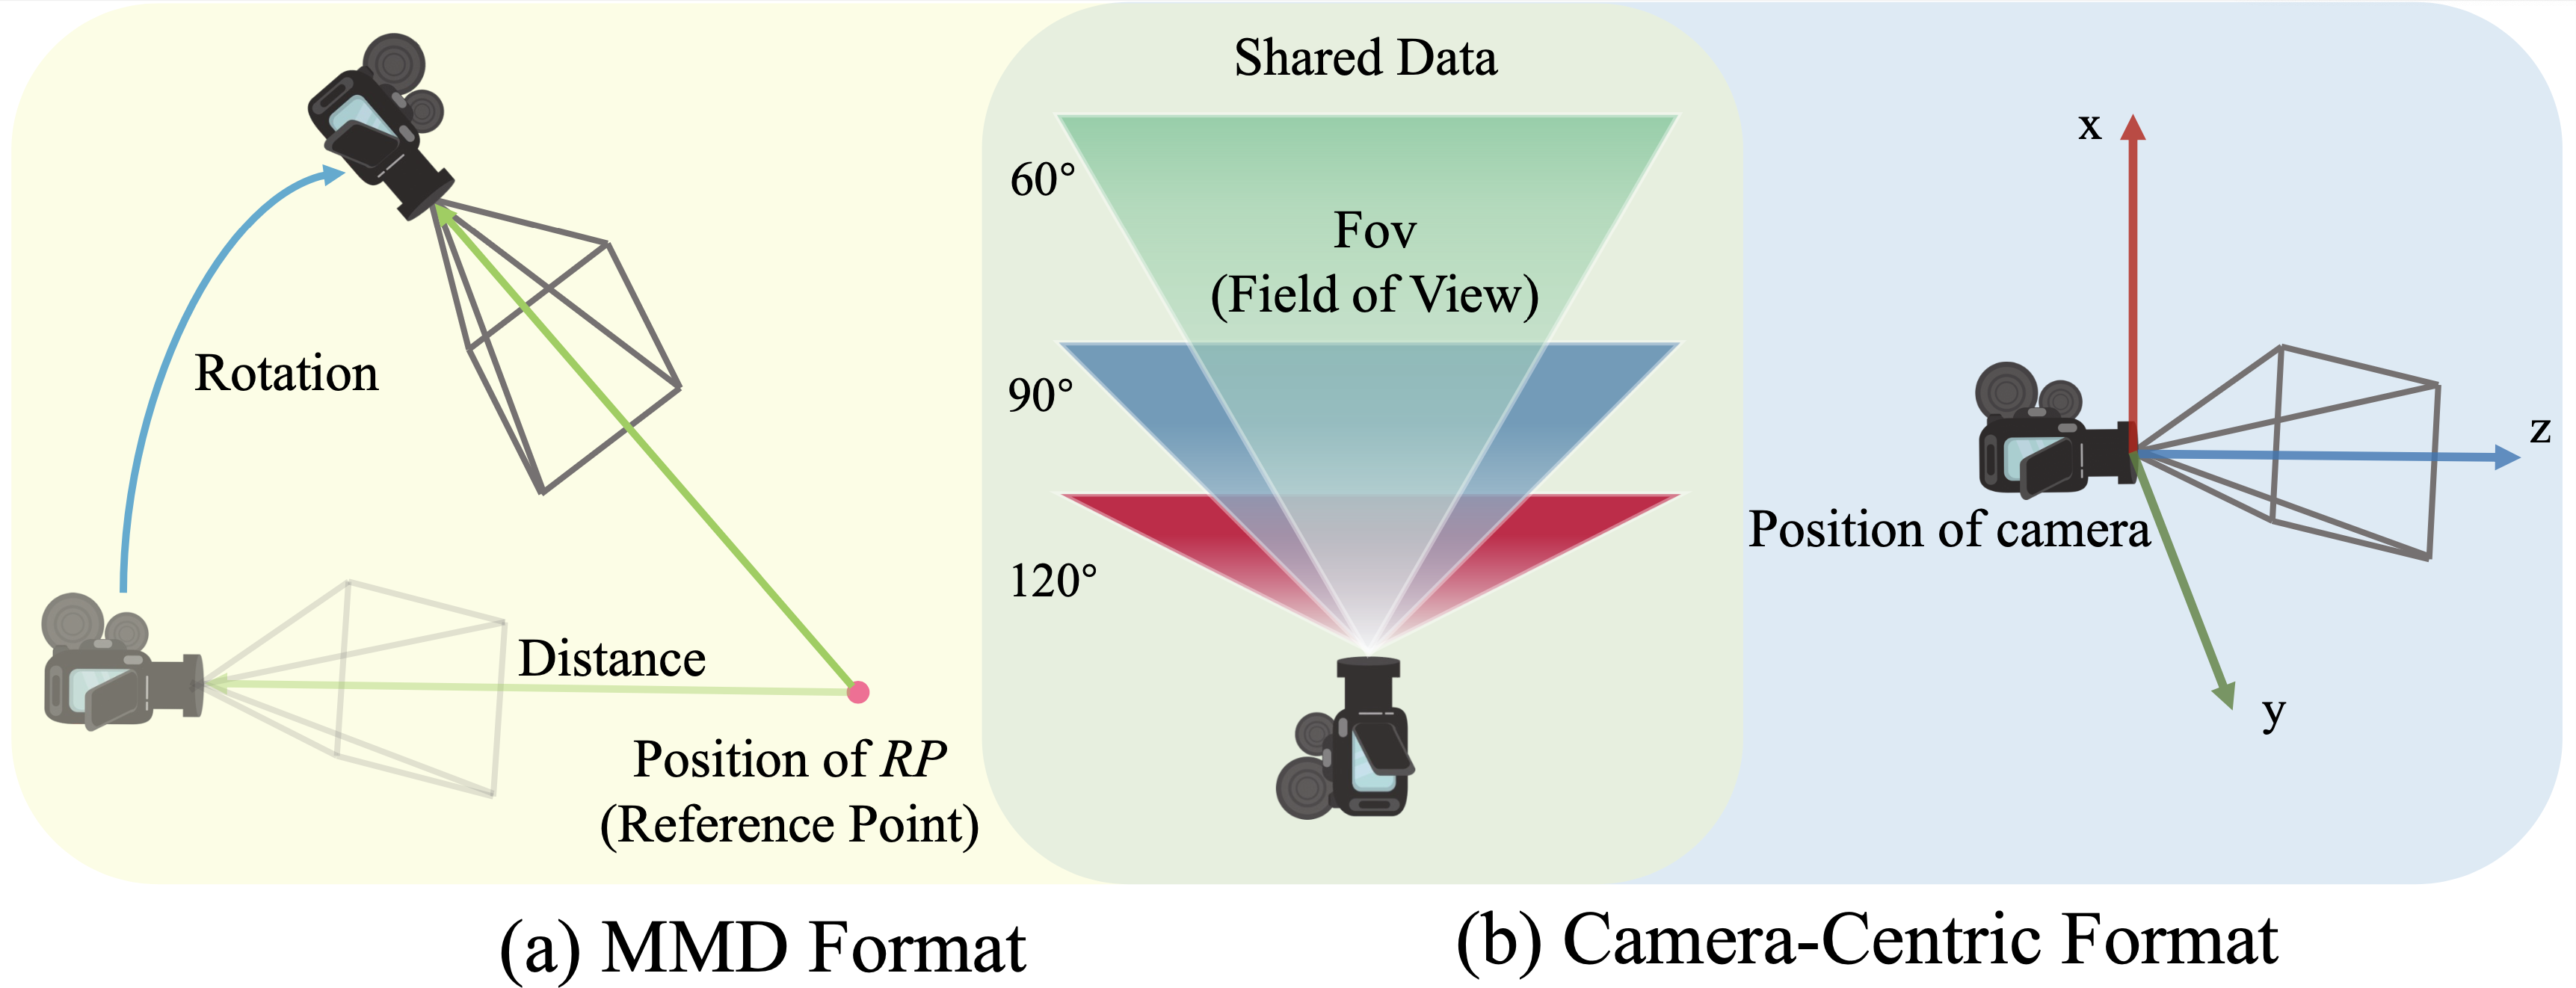 Shared Data
60°
Fov
(Field of View)
90°
120°
Rotation
Distance
Position of RP
(Reference Point)
x
z
Position of camera
y
(a) MMD Format
(b) Camera-Centric Format